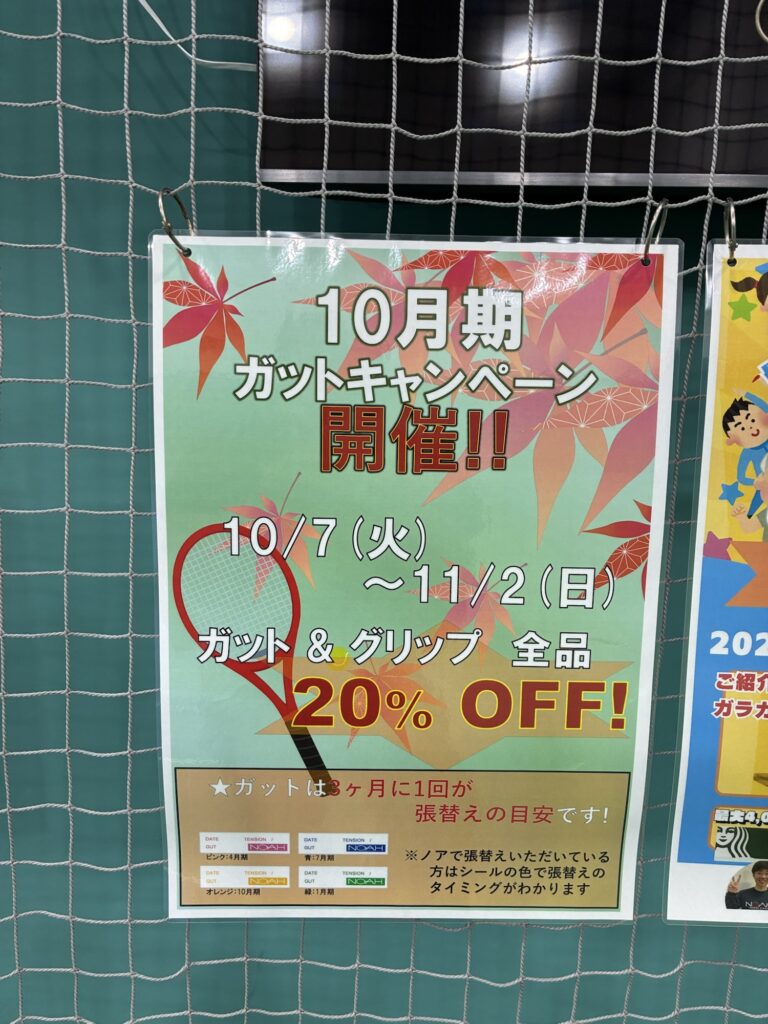 10月期
ガットキャンペーン
開催!!
10/7(火)
～11/2(日)
ガット & グリップ 全品
20% OFF!
★ガットは3ヶ月に1回が
張替えの目安です!
DATE TENSION /
GUT NOAH
ピンク:4月期
DATE TENSION /
GUT NOAH
青:7月期
DATE TENSION /
GUT NOAH
オレンジ:10月期
DATE TENSION /
GUT NOAH
緑:1月期
※ノアで張替えいただいている
方はシールの色で張替えの
タイミングがわかります
202
ご紹介
ガラガ
最大4,0